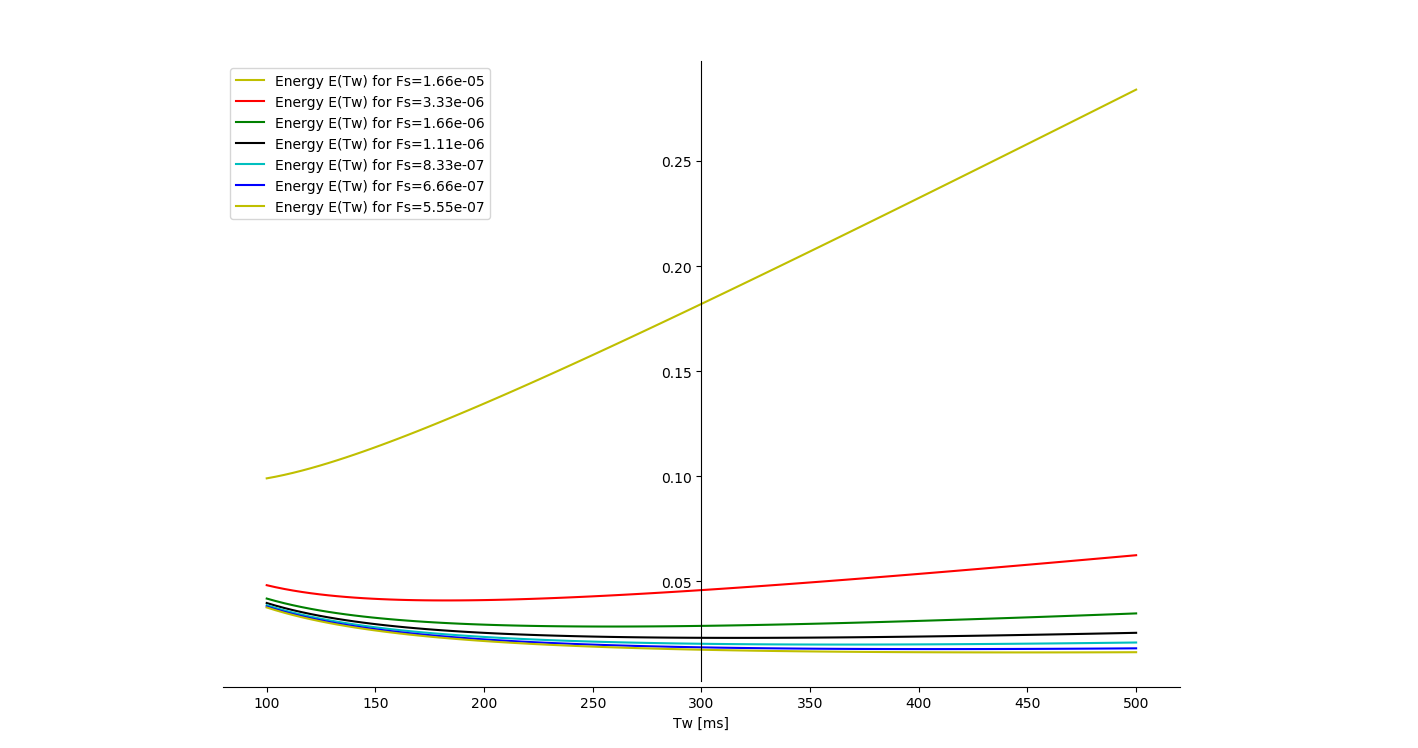 Energy E(Tw) for Fs=1.66e-05
Energy E(Tw) for Fs=3.33e-06
Energy E(Tw) for Fs=1.66e-06
Energy E(Tw) for Fs=1.11e-06
Energy E(Tw) for Fs=8.33e-07
Energy E(Tw) for Fs=6.66e-07
Energy E(Tw) for Fs=5.55e-07
0.25
0.20
0.15
0.10
0.05
100 150 200 250 300 350 400 450 500
Tw [ms]